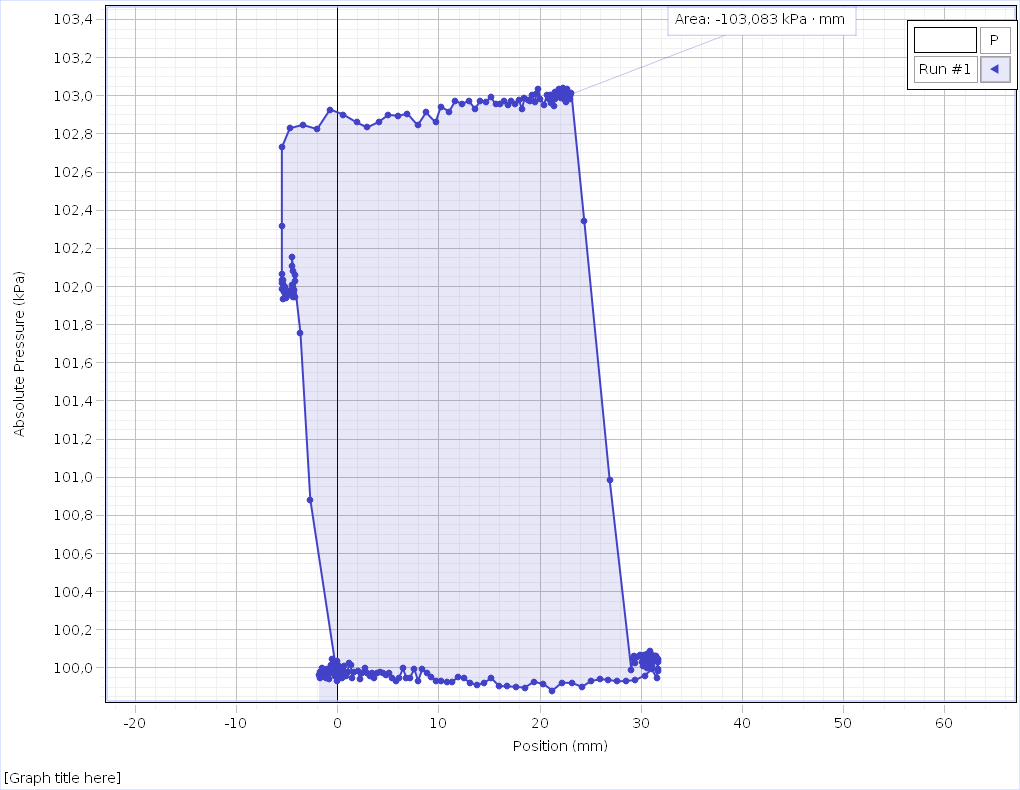 Area: -103,083 kPa · mm
P
Run #1
103,4
103,2
103,0
102,8
102,6
102,4
102,2
102,0
101,8
101,6
101,4
101,2
101,0
100,8
100,6
100,4
100,2
100,0
Absolute Pressure (kPa)
-20 -10 0 10 20 30 40 50 60
Position (mm)
[Graph title here]